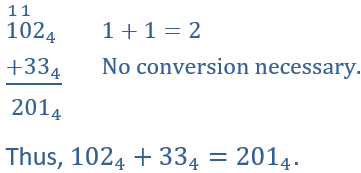 1 1
102₄ 1 + 1 = 2
+33₄ No conversion necessary.
201₄
Thus, 102₄ + 33₄ = 201₄.